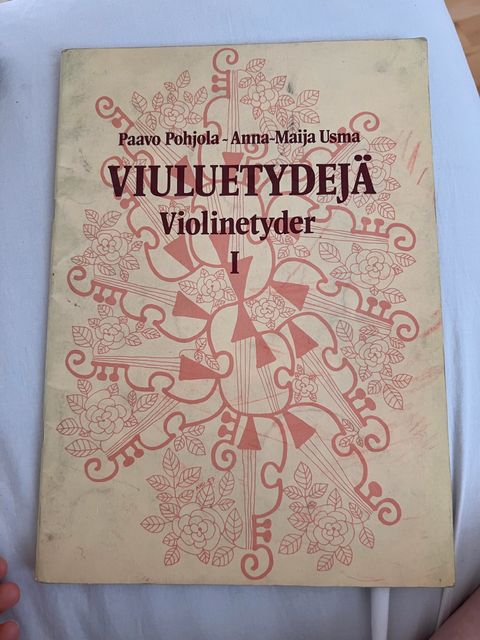 Paavo Pohjola - Anna-Maija Usma
VIULUETYDEJÄ
Violinetyder
I